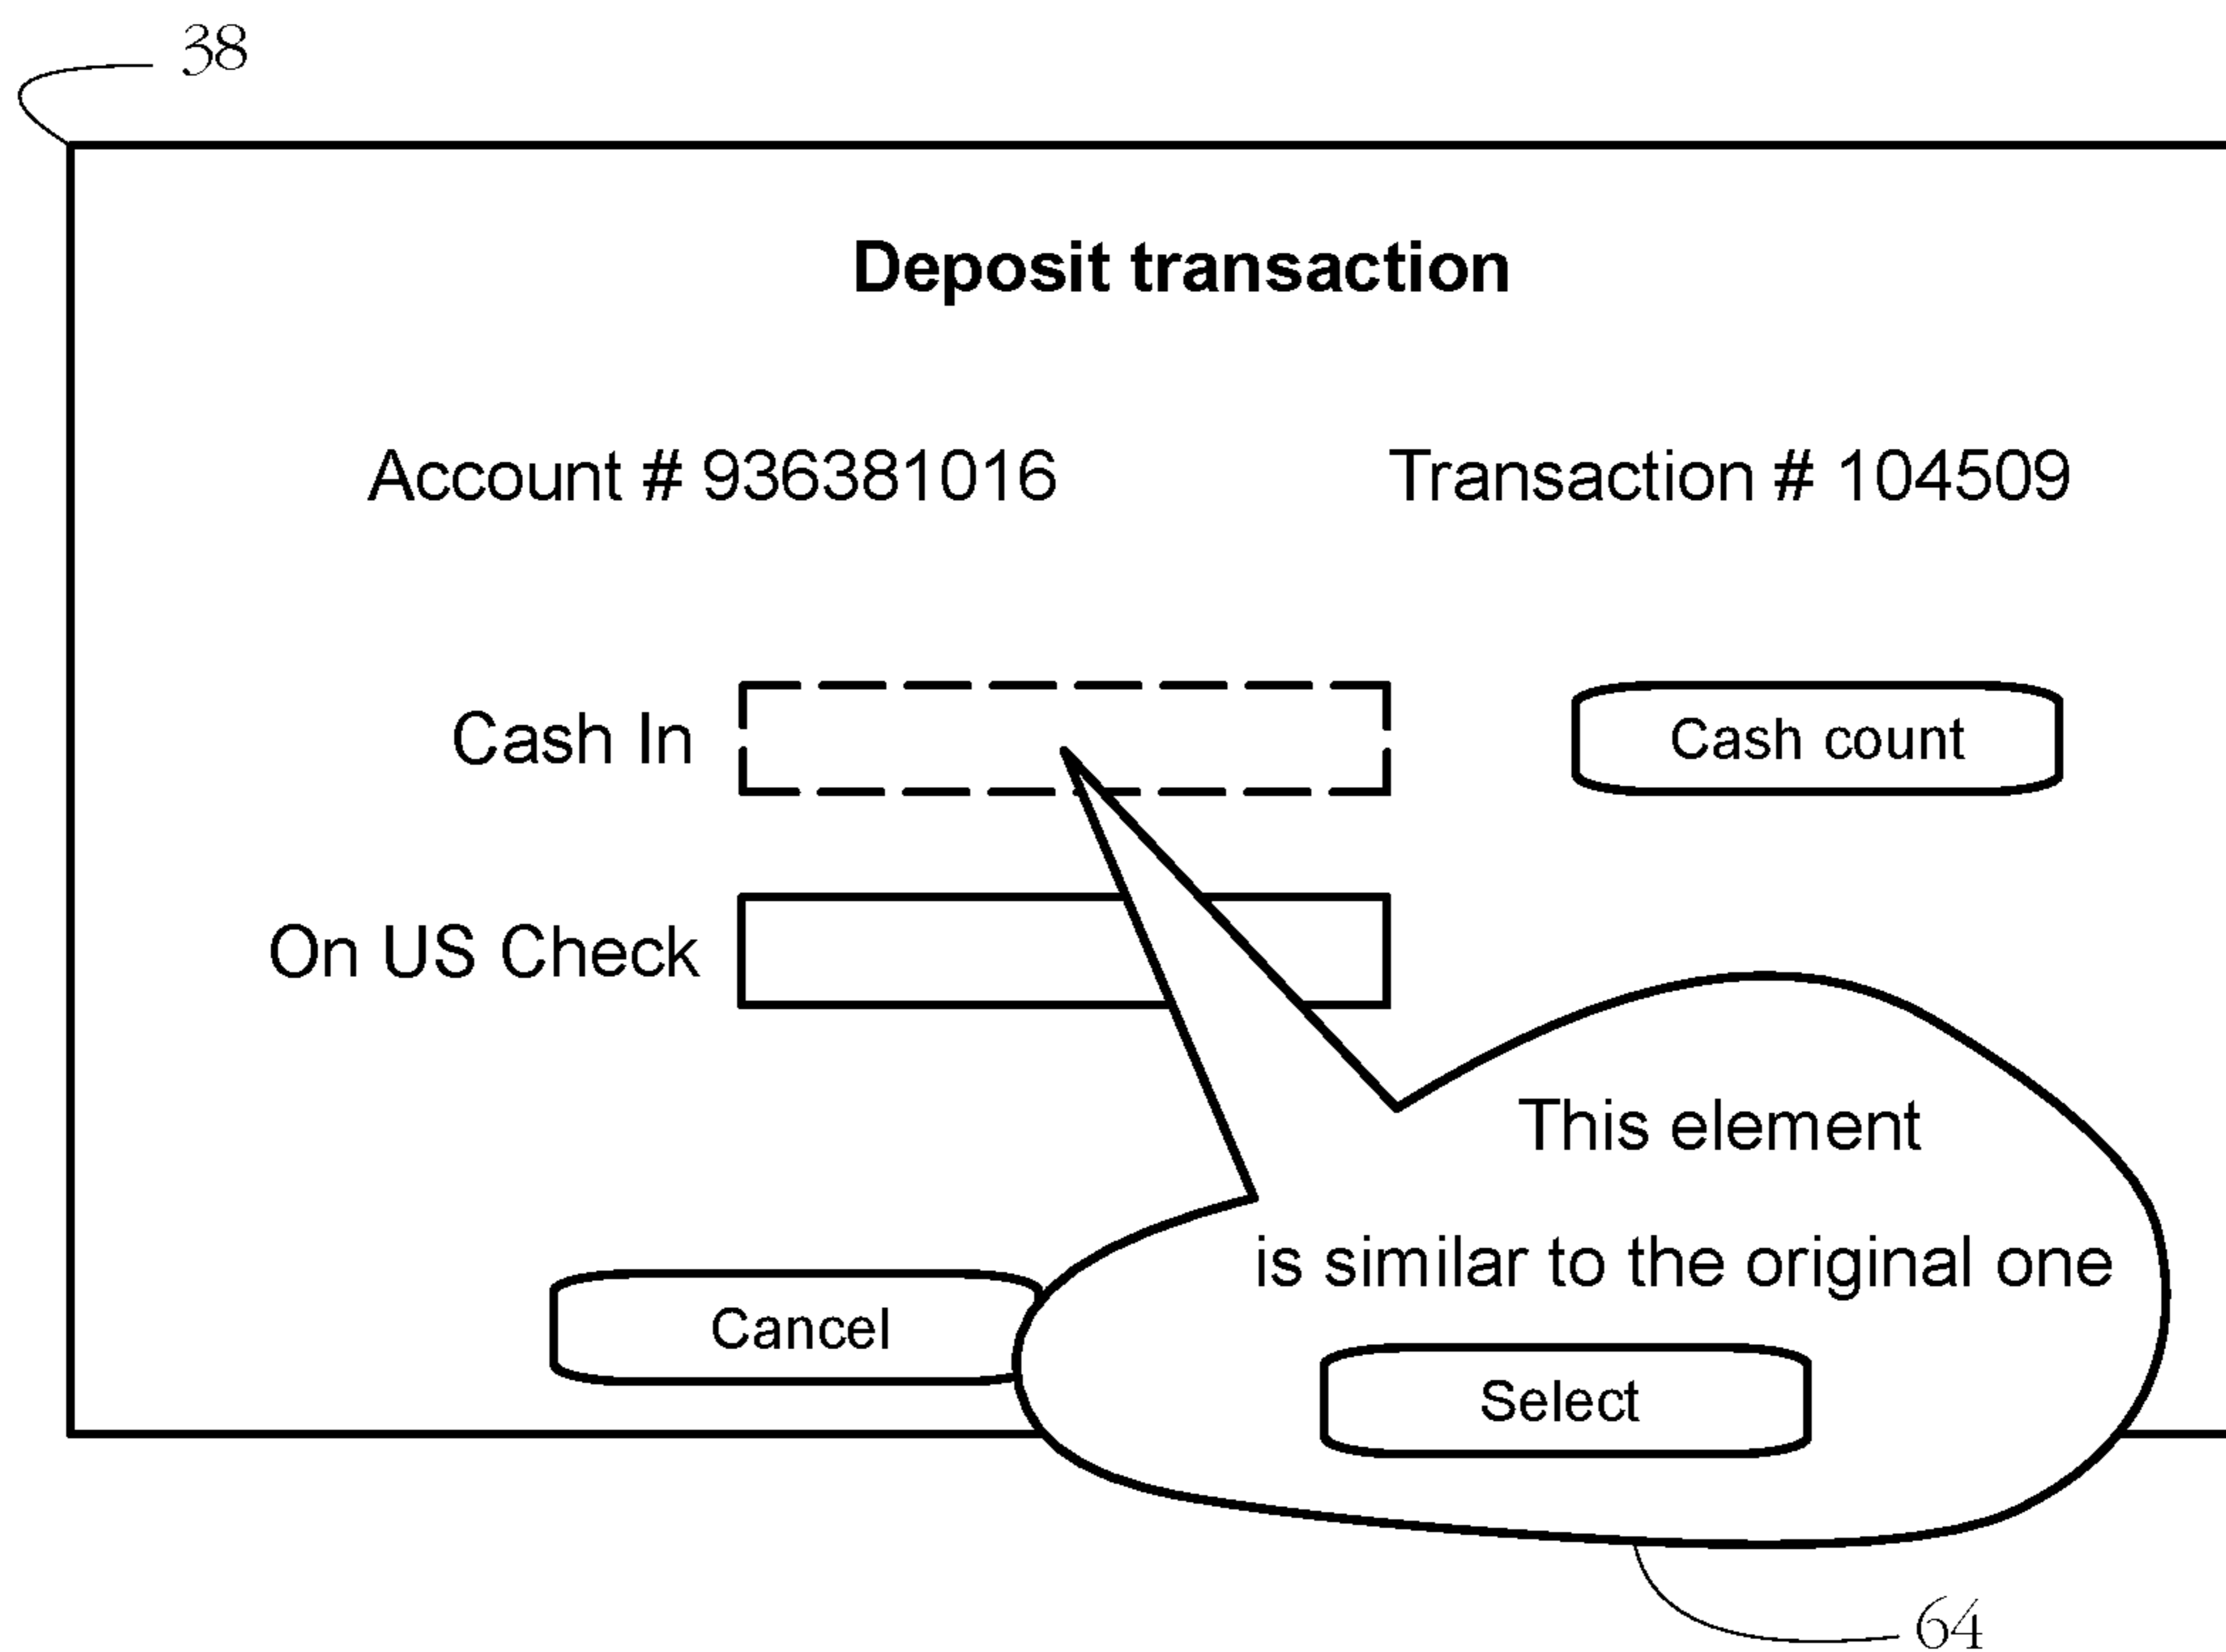 38
Deposit transaction
Account # 936381016 Transaction # 104509
Cash In Cash count
On US Check
This element
is similar to the original one
Cancel
Select
64